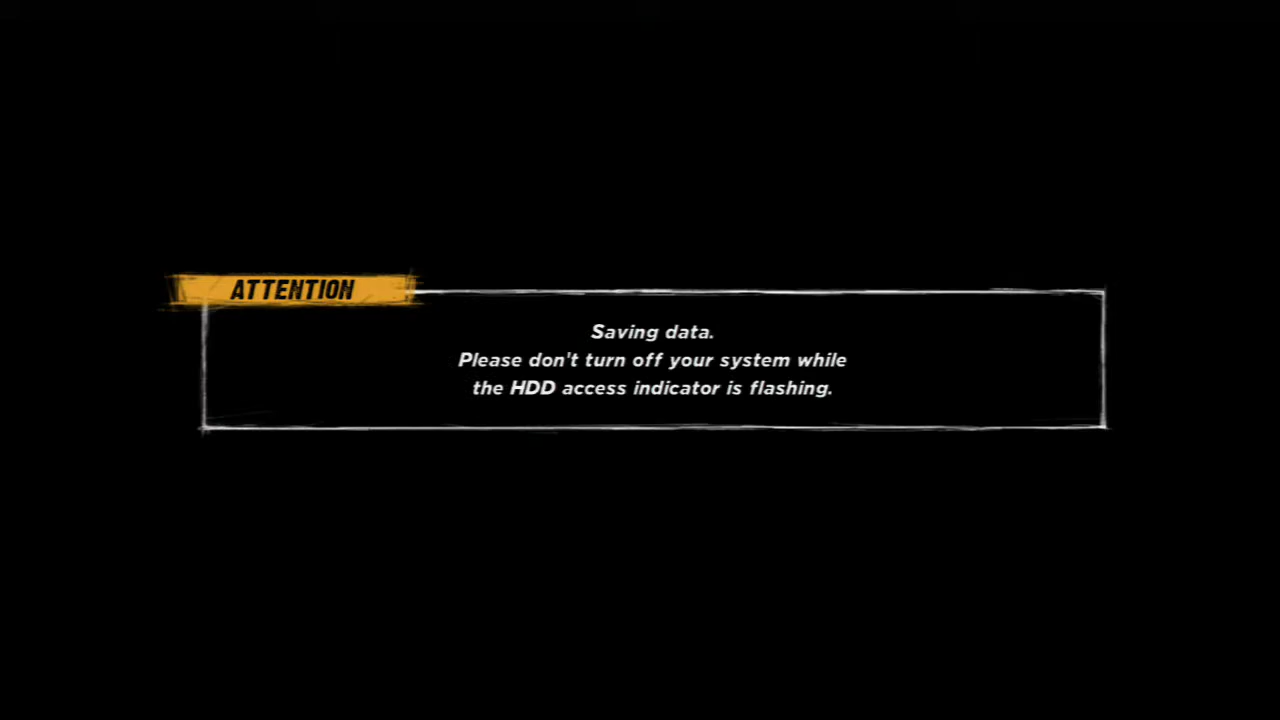 ATTENTION
Saving data.
Please don't turn off your system while
the HDD access indicator is flashing.